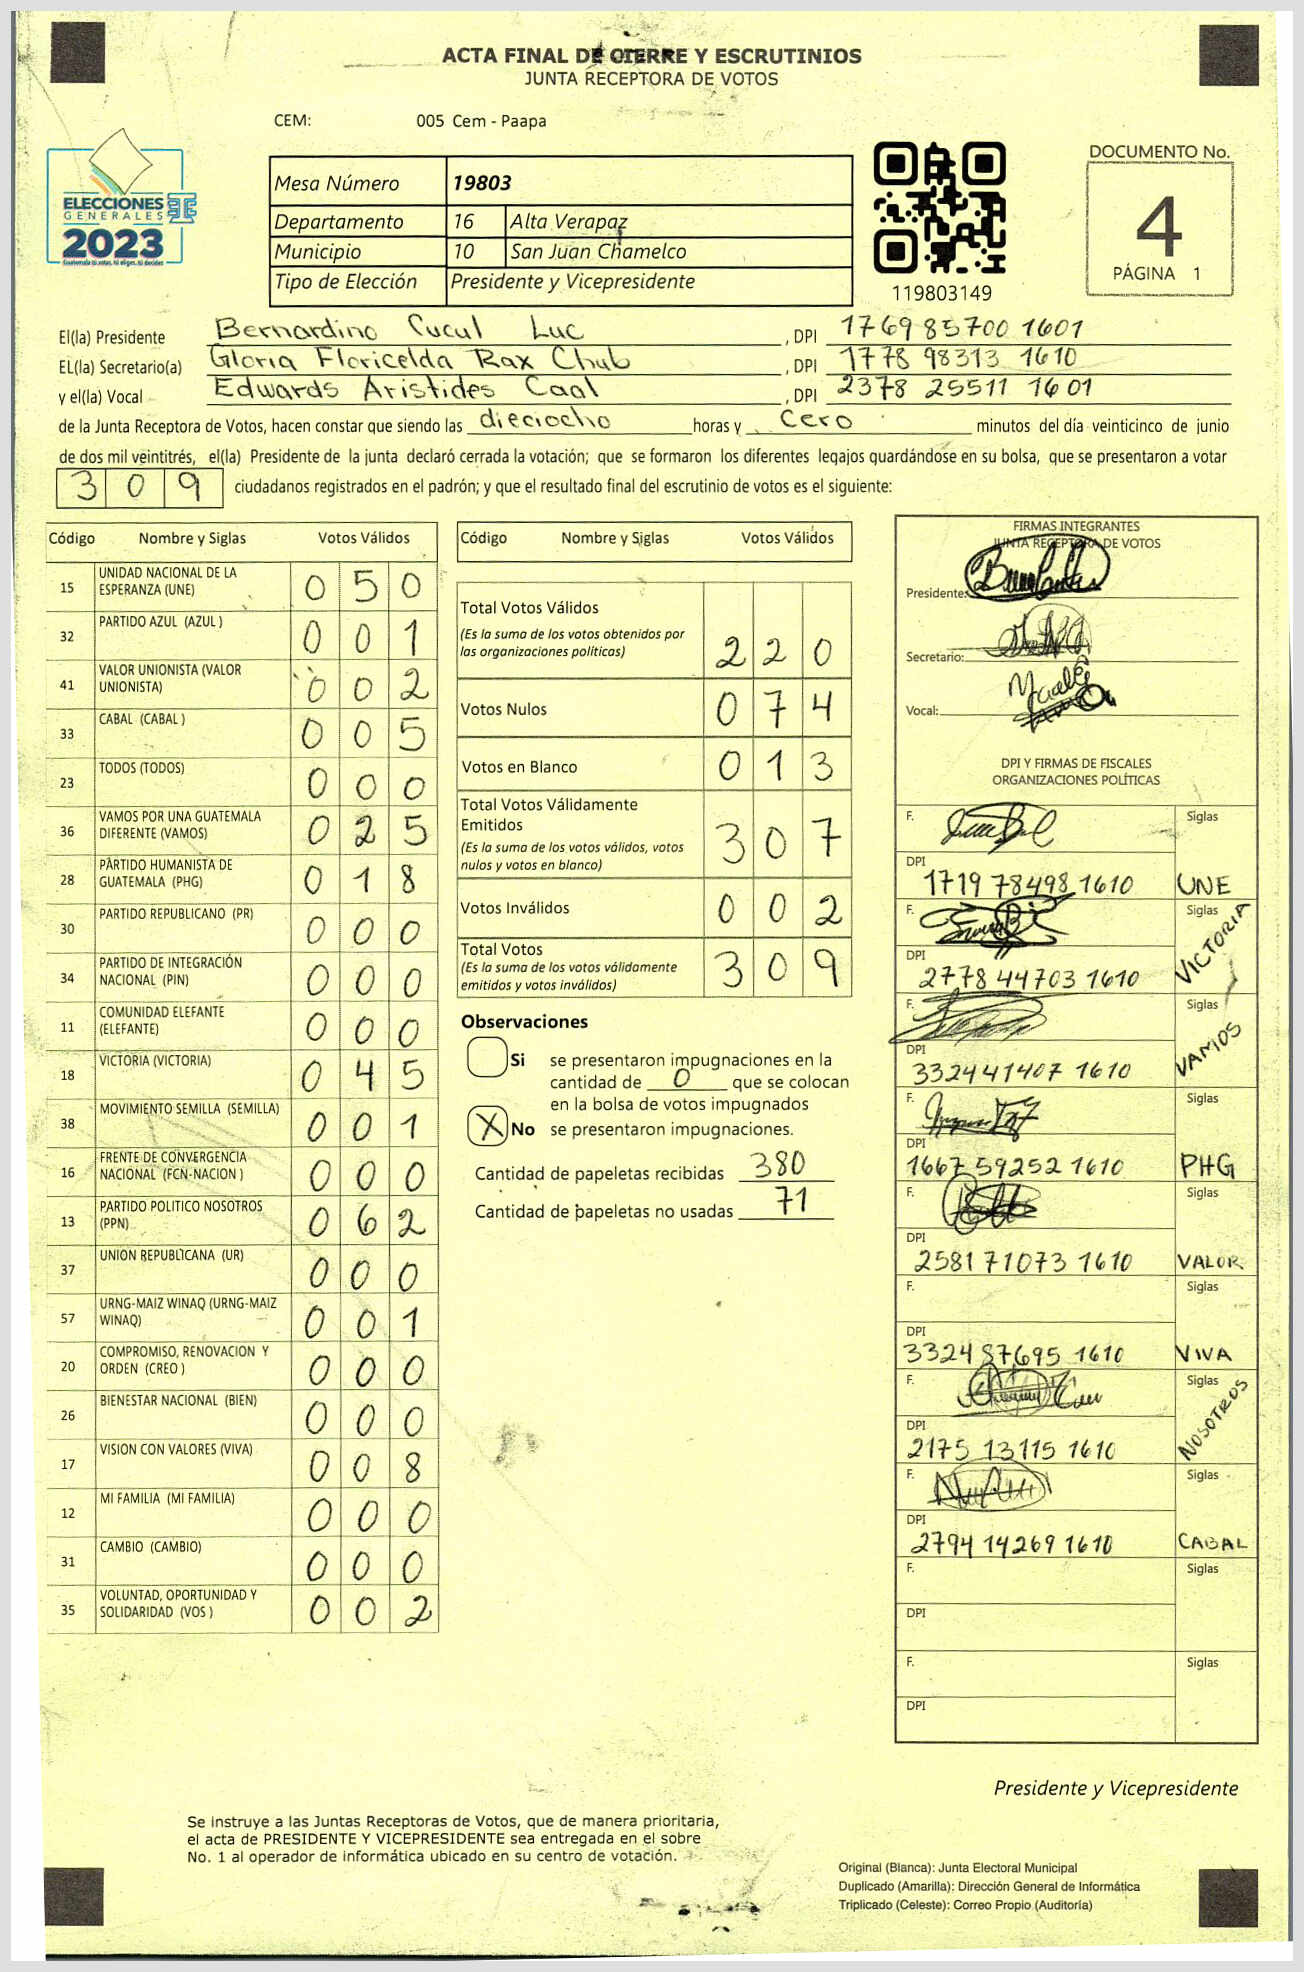 ACTA FINAL DE CIERRE Y ESCRUTINIOS
JUNTA RECEPTORA DE VOTOS
CEM: 005 Cem - Paapa
ELECCIONES
GENERALES
2023
Guatemala tú votas, tú eliges, tú decides
Mesa Número 19803
Departamento 16 Alta Verapaz
Municipio 10 San Juan Chamelco
Tipo de Elección Presidente y Vicepresidente
119803149
DOCUMENTO No.
4
PÁGINA 1
El(la) Presidente Bernardino Cucul Luc , DPI 1769 85700 1601
EL(la) Secretario(a) Gloria Floricelda Rax Chub , DPI 1778 98313 1610
y el(la) Vocal Edwards Aristides Caal , DPI 2378 25511 1601
de la Junta Receptora de Votos, hacen constar que siendo las dieciocho horas y cero minutos del día veinticinco de junio
de dos mil veintitrés, el(la) Presidente de la junta declaró cerrada la votación; que se formaron los diferentes legajos guardándose en su bolsa, que se presentaron a votar
3 0 9 ciudadanos registrados en el padrón; y que el resultado final del escrutinio de votos es el siguiente:
Código Nombre y Siglas Votos Válidos
15 UNIDAD NACIONAL DE LA ESPERANZA (UNE) 0 5 0
32 PARTIDO AZUL (AZUL ) 0 0 1
41 VALOR UNIONISTA (VALOR UNIONISTA) 0 0 2
33 CABAL (CABAL ) 0 0 5
23 TODOS (TODOS) 0 0 0
36 VAMOS POR UNA GUATEMALA DIFERENTE (VAMOS) 0 2 5
28 PARTIDO HUMANISTA DE GUATEMALA (PHG) 0 1 8
30 PARTIDO REPUBLICANO (PR) 0 0 0
34 PARTIDO DE INTEGRACIÓN NACIONAL (PIN) 0 0 0
11 COMUNIDAD ELEFANTE (ELEFANTE) 0 0 0
18 VICTORIA (VICTORIA) 0 4 5
38 MOVIMIENTO SEMILLA (SEMILLA) 0 0 1
16 FRENTE DE CONVERGENCIA NACIONAL (FCN-NACION ) 0 0 0
13 PARTIDO POLITICO NOSOTROS (PPN) 0 6 2
37 UNION REPUBLICANA (UR) 0 0 0
57 URNG-MAIZ WINAQ (URNG-MAIZ WINAQ) 0 0 1
20 COMPROMISO, RENOVACION Y ORDEN (CREO ) 0 0 0
26 BIENESTAR NACIONAL (BIEN) 0 0 0
17 VISION CON VALORES (VIVA) 0 0 8
12 MI FAMILIA (MI FAMILIA) 0 0 0
31 CAMBIO (CAMBIO) 0 0 0
35 VOLUNTAD, OPORTUNIDAD Y SOLIDARIDAD (VOS ) 0 0 2
Código Nombre y Siglas Votos Válidos
Total Votos Válidos
(Es la suma de los votos obtenidos por
las organizaciones políticas) 2 2 0
Votos Nulos 0 7 4
Votos en Blanco 0 1 3
Total Votos Válidamente
Emitidos
(Es la suma de los votos válidos, votos
nulos y votos en blanco) 3 0 7
Votos Inválidos 0 0 2
Total Votos
(Es la suma de los votos válidamente
emitidos y votos inválidos) 3 0 9
Observaciones
Si se presentaron impugnaciones en la
cantidad de 0 que se colocan
en la bolsa de votos impugnados
X No se presentaron impugnaciones.
Cantidad de papeletas recibidas 380
Cantidad de papeletas no usadas 71
FIRMAS INTEGRANTES
JUNTA RECEPTORA DE VOTOS
Presidente:
Secretario:
Vocal:
DPI Y FIRMAS DE FISCALES
ORGANIZACIONES POLÍTICAS
F. Siglas
DPI
1719 78498 1610 UNE
F. Siglas
DPI
2778 44703 1610 VICTORIA
F. Siglas
DPI
332441407 1610 VAMOS
F. Siglas
DPI
1667 59252 1610 PHG
F. Siglas
DPI
2581 71073 1610 VALOR
F. Siglas
DPI
3324 87695 1610 VIVA
F. Siglas
DPI
2175 13115 1610 NOSOTROS
F. Siglas
DPI
2794 14269 1610 CABAL
F. Siglas
DPI
F. Siglas
DPI
Presidente y Vicepresidente
Se instruye a las Juntas Receptoras de Votos, que de manera prioritaria,
el acta de PRESIDENTE Y VICEPRESIDENTE sea entregada en el sobre
No. 1 al operador de informática ubicado en su centro de votación.
Original (Blanca): Junta Electoral Municipal
Duplicado (Amarilla): Dirección General de Informática
Triplicado (Celeste): Correo Propio (Auditoría)